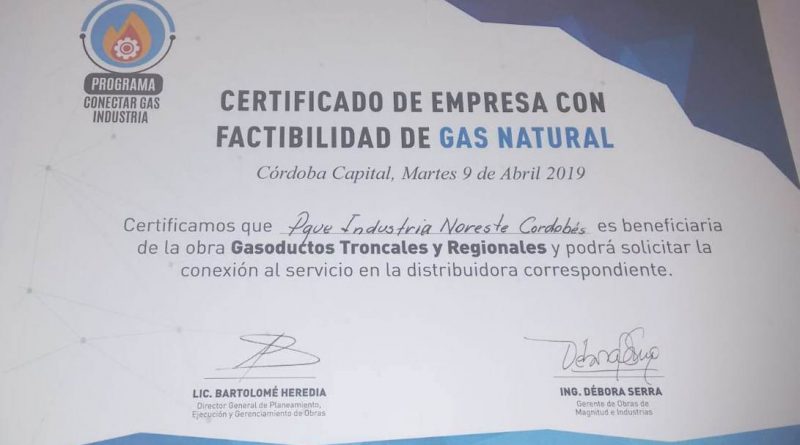 PROGRAMA
CONECTAR GAS
INDUSTRIA
CERTIFICADO DE EMPRESA CON
FACTIBILIDAD DE GAS NATURAL
Córdoba Capital, Martes 9 de Abril 2019
Certificamos que Pque Industria Noreste Cordobés es beneficiaria
de la obra Gasoductos Troncales y Regionales y podrá solicitar la
conexión al servicio en la distribuidora correspondiente.
LIC. BARTOLOMÉ HEREDIA
Director General de Planeamiento,
Ejecución y Gerenciamiento de Obras
ING. DÉBORA SERRA
Gerenta de Obras de
Magnitud e Industrias